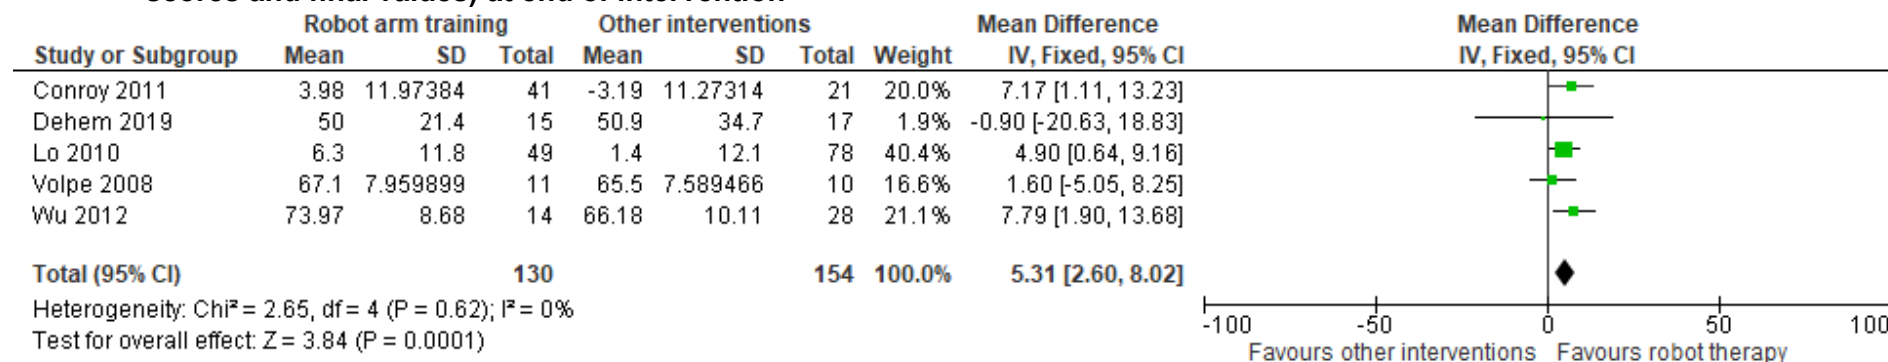 scores and final values) at end of intervention
Robot arm training Other interventions Mean Difference Mean Difference
Study or Subgroup Mean SD Total Mean SD Total Weight IV, Fixed, 95% CI IV, Fixed, 95% CI
Conroy 2011 3.98 11.97384 41 -3.19 11.27314 21 20.0% 7.17 [1.11, 13.23]
Dehem 2019 50 21.4 15 50.9 34.7 17 1.9% -0.90 [-20.63, 18.83]
Lo 2010 6.3 11.8 49 1.4 12.1 78 40.4% 4.90 [0.64, 9.16]
Volpe 2008 67.1 7.959899 11 65.5 7.589466 10 16.6% 1.60 [-5.05, 8.25]
Wu 2012 73.97 8.68 14 66.18 10.11 28 21.1% 7.79 [1.90, 13.68]
Total (95% CI) 130 154 100.0% 5.31 [2.60, 8.02]
Heterogeneity: Chi² = 2.65, df = 4 (P = 0.62); I² = 0%
Test for overall effect: Z = 3.84 (P = 0.0001)
-100 -50 0 50 100
Favours other interventions Favours robot therapy